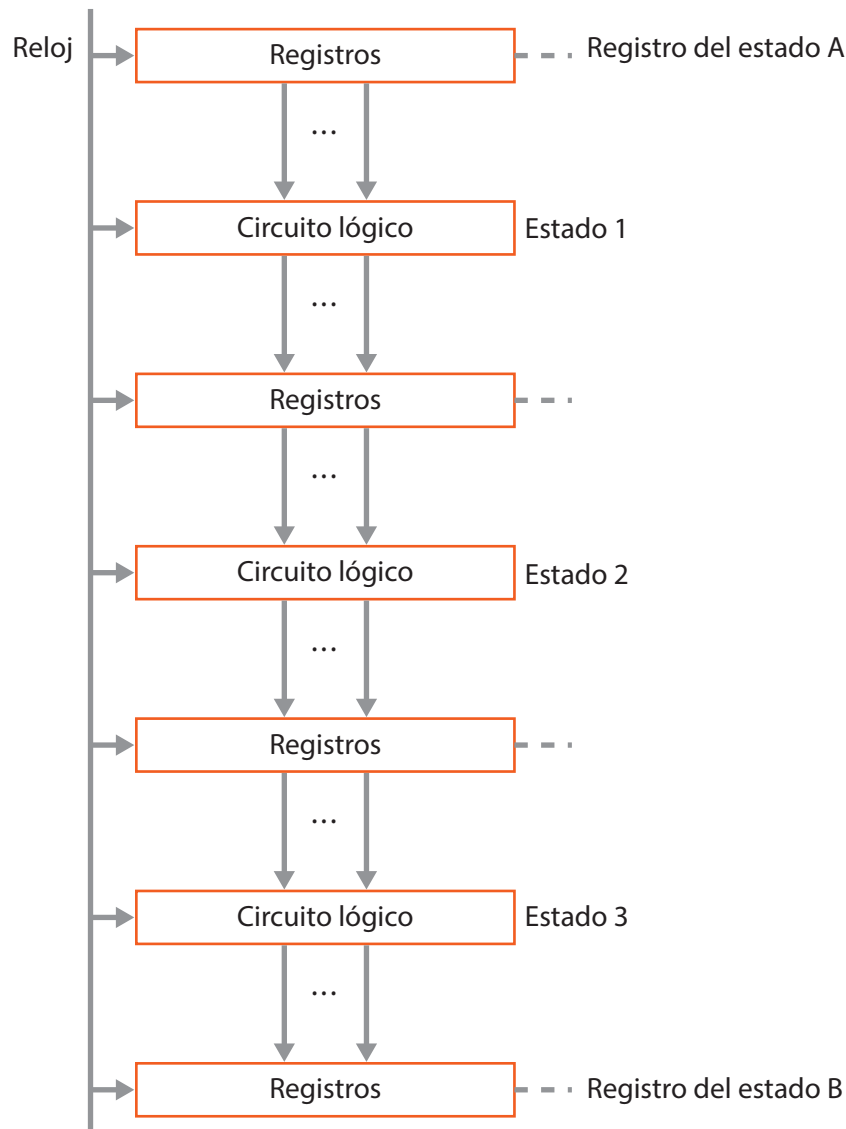 Reloj
Registros
Registro del estado A
...
Circuito lógico
Estado 1
...
Registros
...
Circuito lógico
Estado 2
...
Registros
...
Circuito lógico
Estado 3
...
Registros
Registro del estado B